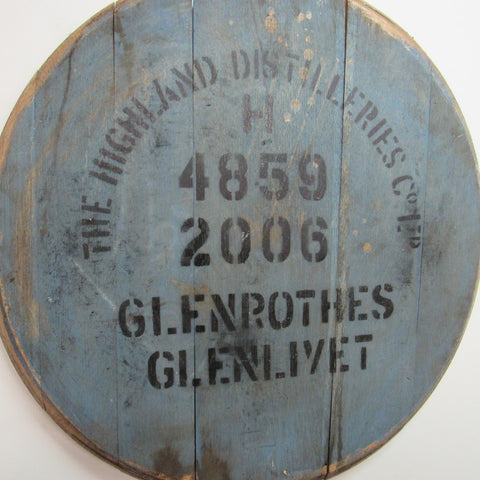 THE HIGHLAND DISTILLERIES Co LTD
H
4859
2006
GLENROTHES
GLENLIVET